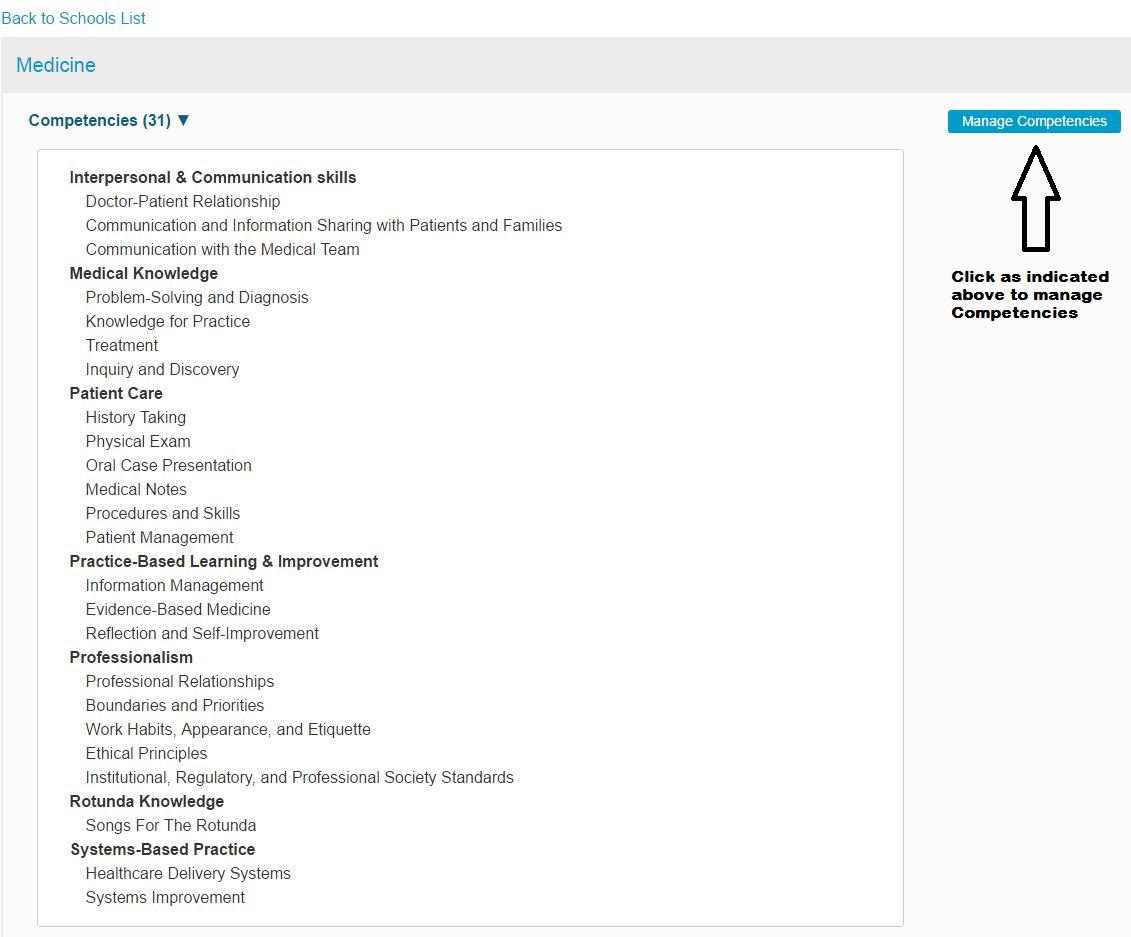 Back to Schools List
Medicine
Competencies (31) ▼
Manage Competencies
Interpersonal & Communication skills
Doctor-Patient Relationship
Communication and Information Sharing with Patients and Families
Communication with the Medical Team
Medical Knowledge
Problem-Solving and Diagnosis
Knowledge for Practice
Treatment
Inquiry and Discovery
Patient Care
History Taking
Physical Exam
Oral Case Presentation
Medical Notes
Procedures and Skills
Patient Management
Practice-Based Learning & Improvement
Information Management
Evidence-Based Medicine
Reflection and Self-Improvement
Professionalism
Professional Relationships
Boundaries and Priorities
Work Habits, Appearance, and Etiquette
Ethical Principles
Institutional, Regulatory, and Professional Society Standards
Rotunda Knowledge
Songs For The Rotunda
Systems-Based Practice
Healthcare Delivery Systems
Systems Improvement
Click as indicated
above to manage
Competencies